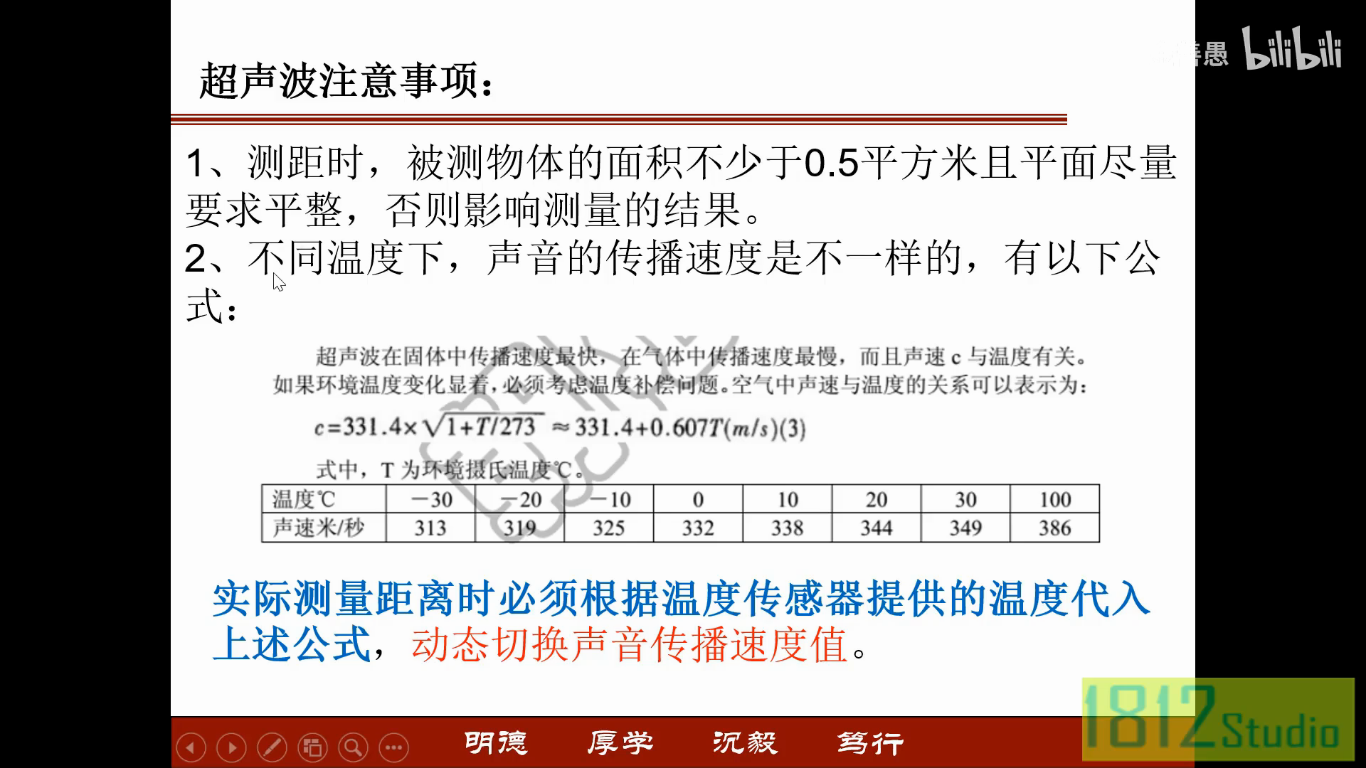 愚 bilibili
超声波注意事项：
1、测距时，被测物体的面积不少于0.5平方米且平面尽量
要求平整，否则影响测量的结果。
2、不同温度下，声音的传播速度是不一样的，有以下公
式：
超声波在固体中传播速度最快，在气体中传播速度最慢，而且声速 c 与温度有关。
如果环境温度变化显着，必须考虑温度补偿问题。空气中声速与温度的关系可以表示为：
c=331.4×√1+T/273 ≈331.4+0.607T(m/s)(3)
式中，T 为环境摄氏温度℃。
温度℃ －30 －20 －10 0 10 20 30 100
声速米/秒 313 319 325 332 338 344 349 386
实际测量距离时必须根据温度传感器提供的温度代入
上述公式，动态切换声音传播速度值。
1812 Studio
明德 厚学 沉毅 笃行